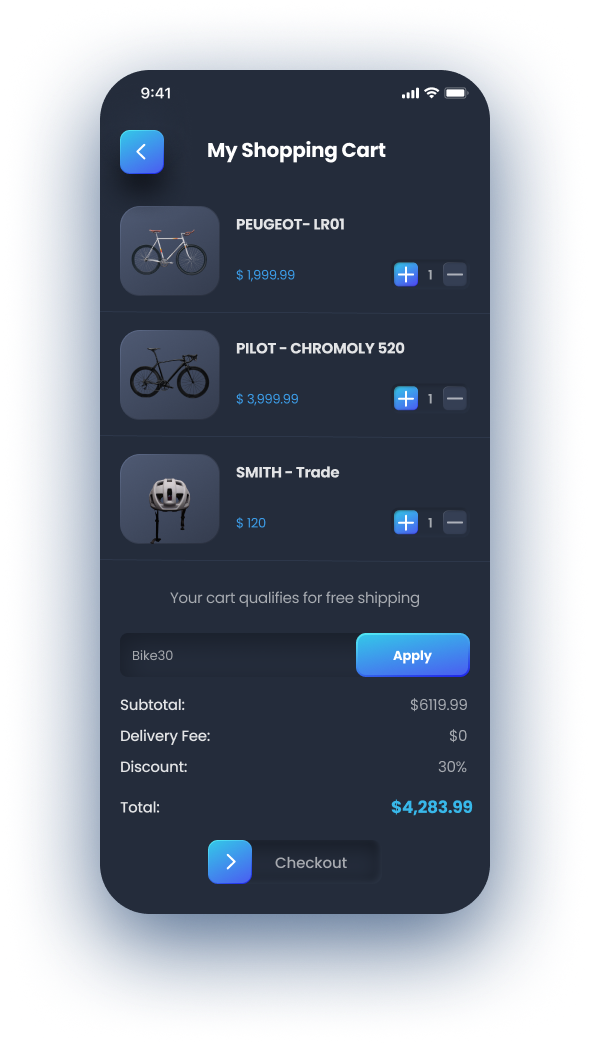 9:41
My Shopping Cart
PEUGEOT- LR01
$ 1,999.99
1
PILOT - CHROMOLY 520
$ 3,999.99
1
SMITH - Trade
$ 120
1
Your cart qualifies for free shipping
Bike30 Apply
Subtotal: $6119.99
Delivery Fee: $0
Discount: 30%
Total: $4,283.99
Checkout